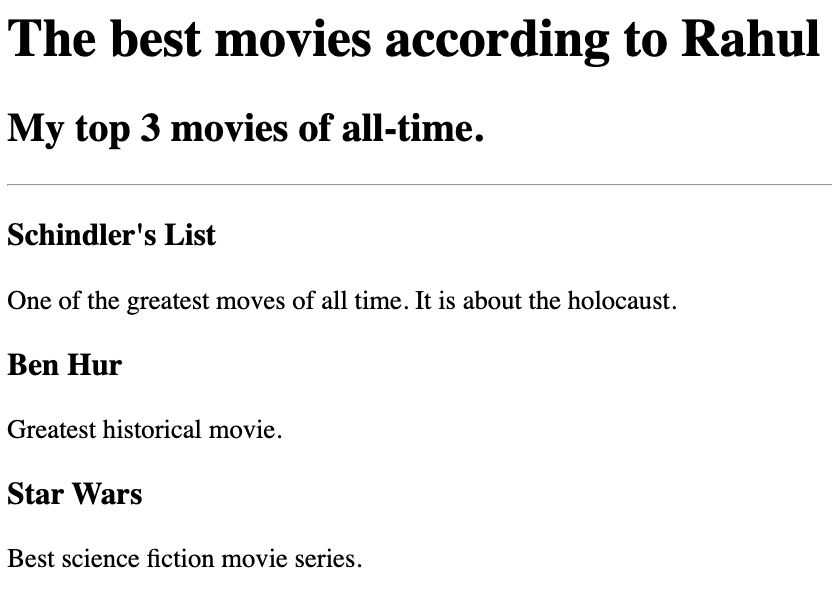 The best movies according to Rahul
My top 3 movies of all-time.
Schindler's List
One of the greatest moves of all time. It is about the holocaust.
Ben Hur
Greatest historical movie.
Star Wars
Best science fiction movie series.